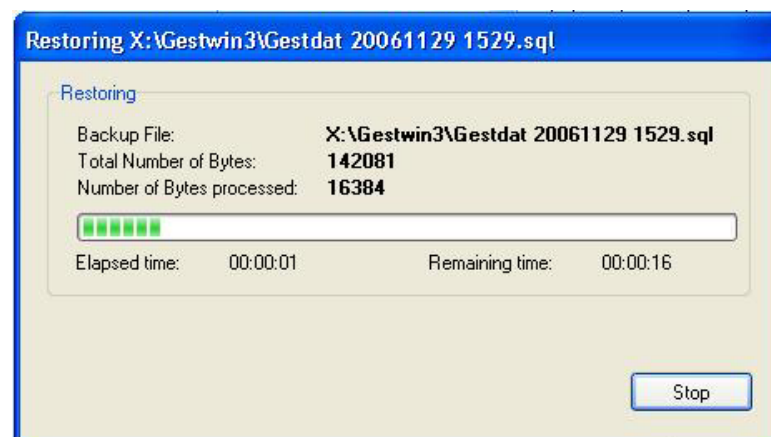 Restoring X:\Gestwin3\Gestdat 20061129 1529.sql
Restoring
Backup File: X:\Gestwin3\Gestdat 20061129 1529.sql
Total Number of Bytes: 142081
Number of Bytes processed: 16384
Elapsed time: 00:00:01 Remaining time: 00:00:16
Stop